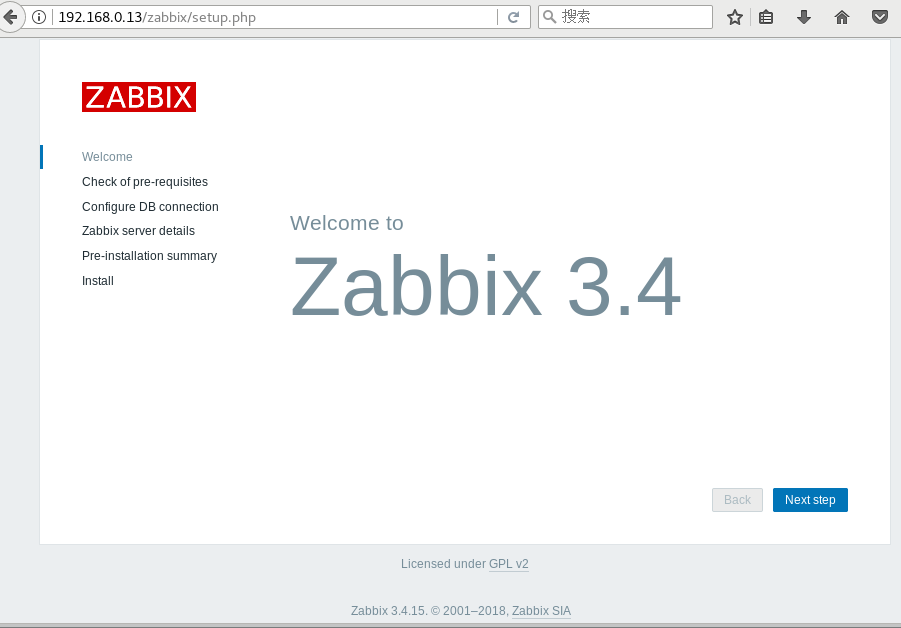 192.168.0.13/zabbix/setup.php 搜索
ZABBIX
Welcome
Check of pre-requisites
Configure DB connection
Zabbix server details
Pre-installation summary
Install
Welcome to
Zabbix 3.4
Back Next step
Licensed under GPL v2
Zabbix 3.4.15. © 2001–2018, Zabbix SIA